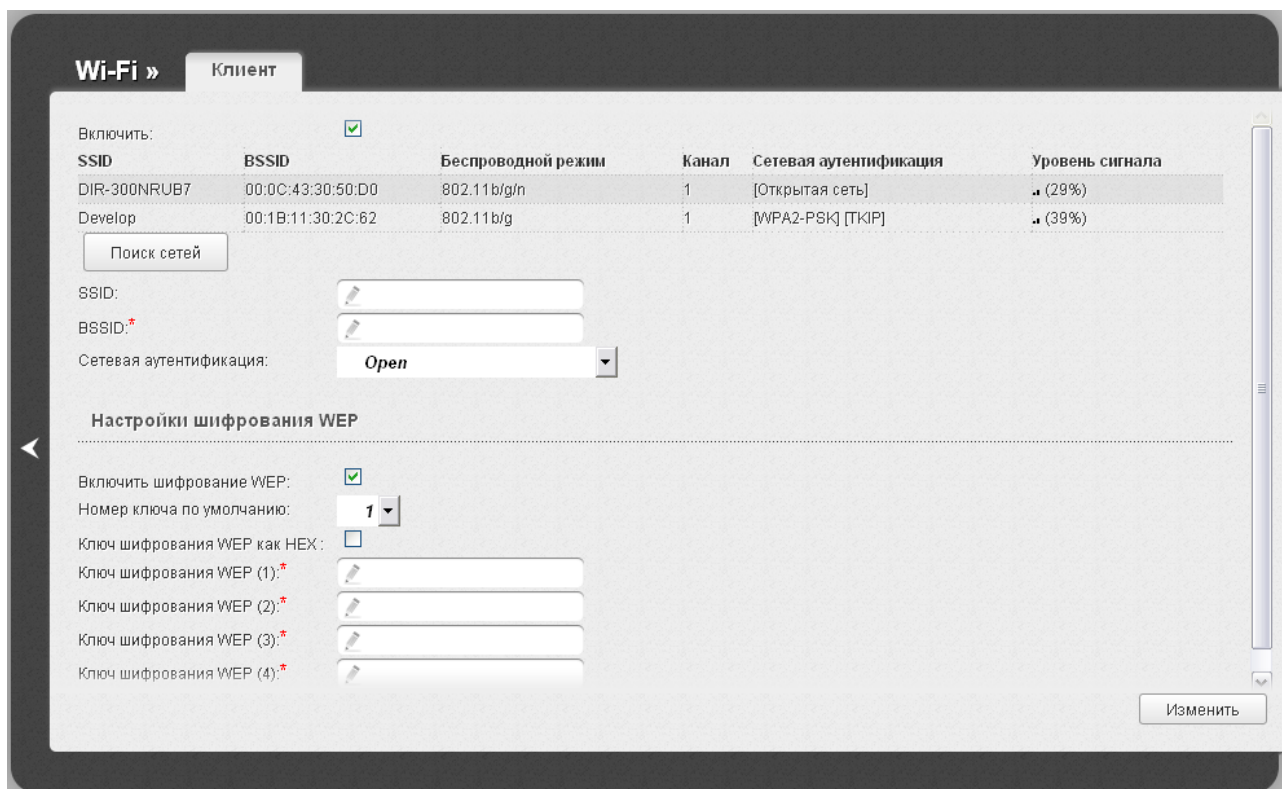 Wi-Fi » Клиент
Включить:
SSID BSSID Беспроводной режим Канал Сетевая аутентификация Уровень сигнала
DIR-300NRUB7 00:0C:43:30:50:D0 802.11b/g/n 1 [Открытая сеть] (29%)
Develop 00:1B:11:30:2C:62 802.11b/g 1 [WPA2-PSK] [TKIP] (39%)
Поиск сетей
SSID:
BSSID:*
Сетевая аутентификация: Open
Настройки шифрования WEP
Включить шифрование WEP:
Номер ключа по умолчанию: 1
Ключ шифрования WEP как HEX :
Ключ шифрования WEP (1):*
Ключ шифрования WEP (2):*
Ключ шифрования WEP (3):*
Ключ шифрования WEP (4):*
Изменить